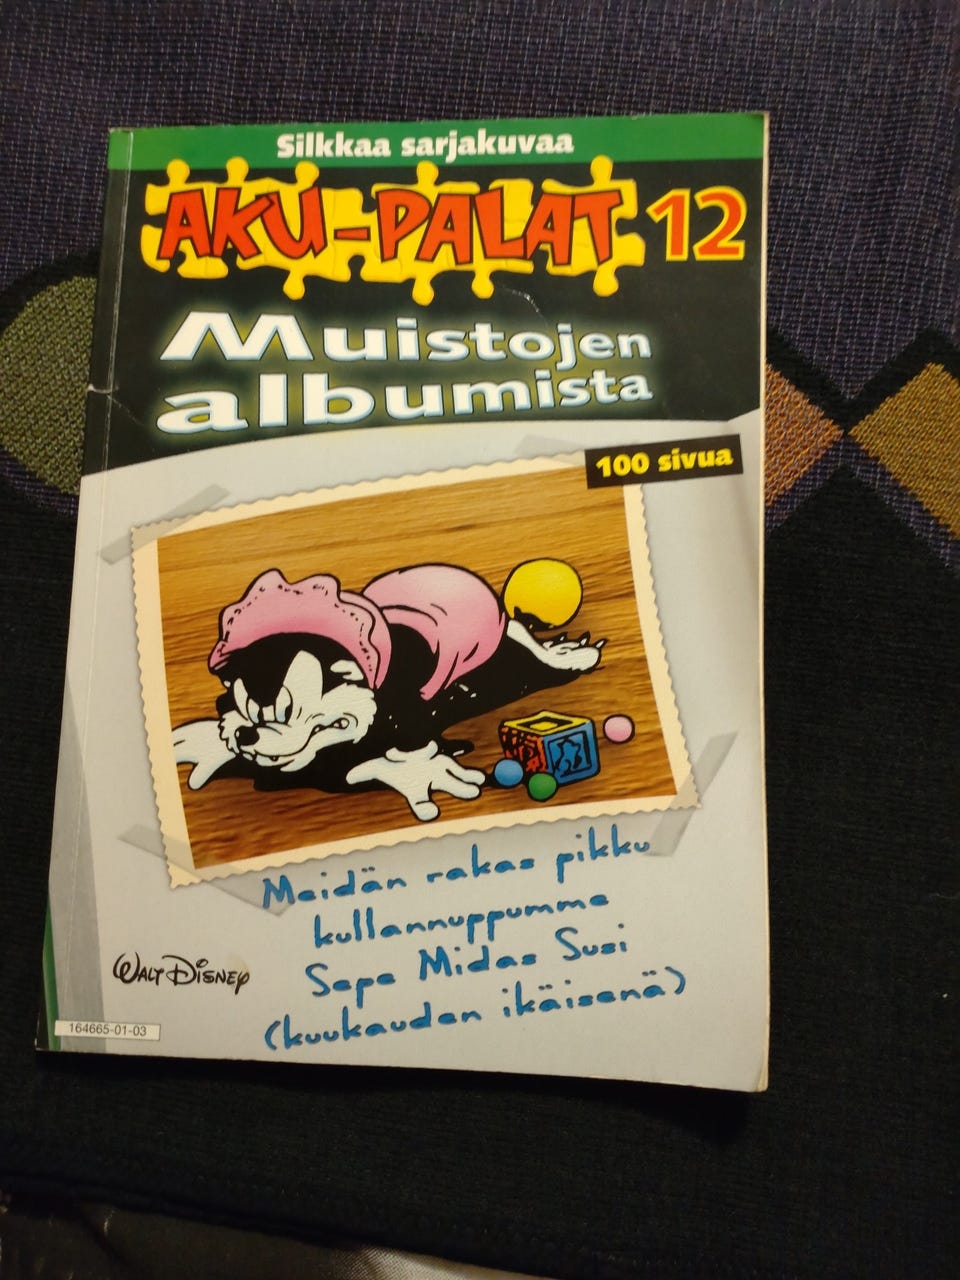 Silkkaa sarjakuvaa
AKU-PALAT 12
Muistojen
albumista
100 sivua
Meidän rakas pikku
kullannuppumme
Sepe Midas Susi
(kuukauden ikäisenä)
WALT DISNEY
164665-01-03